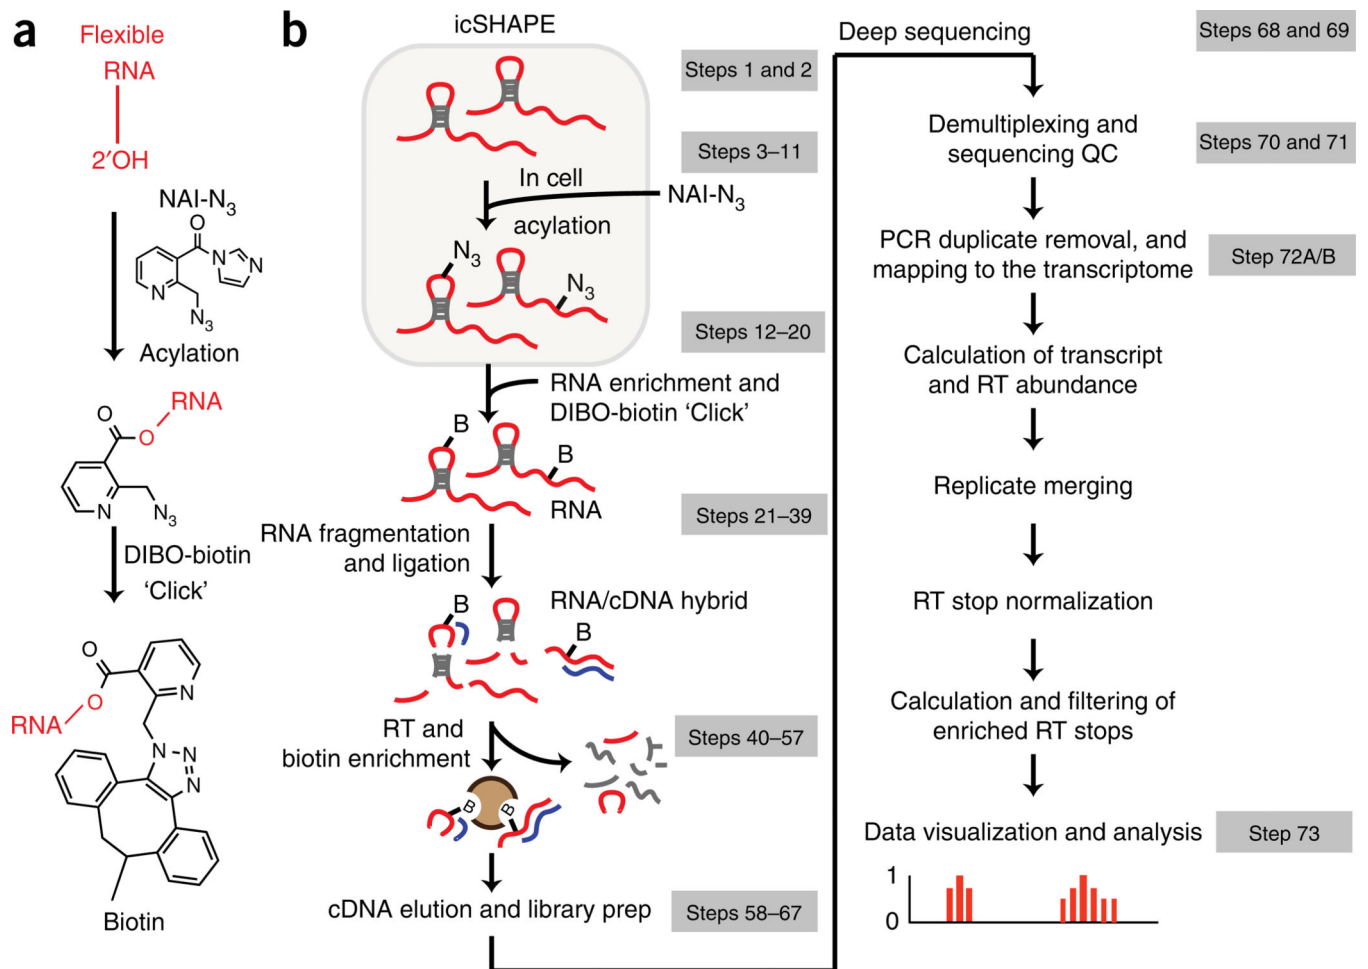 a
Flexible
RNA
2′OH
NAI-N₃
O
N
N
N
N₃
Acylation
O
RNA
O
N
N₃
DIBO-biotin
‘Click’
O
N
RNA
O
N
N
N
Biotin
b
icSHAPE
Steps 1 and 2
Steps 3–11
In cell
NAI-N₃
acylation
N₃
N₃
Steps 12–20
RNA enrichment and
DIBO-biotin ‘Click’
B
B
RNA
Steps 21–39
RNA fragmentation
and ligation
RNA/cDNA hybrid
B
B
RT and
biotin enrichment
Steps 40–57
B
B
cDNA elution and library prep
Steps 58–67
Deep sequencing
Steps 68 and 69
Demultiplexing and
sequencing QC
Steps 70 and 71
PCR duplicate removal, and
mapping to the transcriptome
Step 72A/B
Calculation of transcript
and RT abundance
Replicate merging
RT stop normalization
Calculation and filtering of
enriched RT stops
Data visualization and analysis
Step 73
1
0